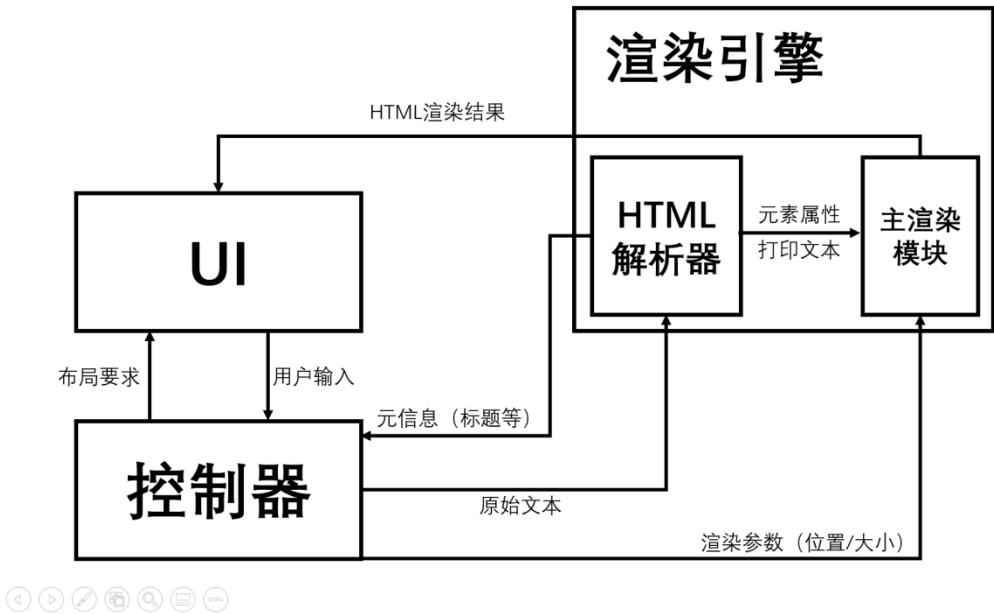 渲染引擎
HTML渲染结果
UI
HTML
解析器
元素属性
打印文本
主渲染
模块
布局要求
用户输入
元信息（标题等）
控制器
原始文本
渲染参数（位置/大小）